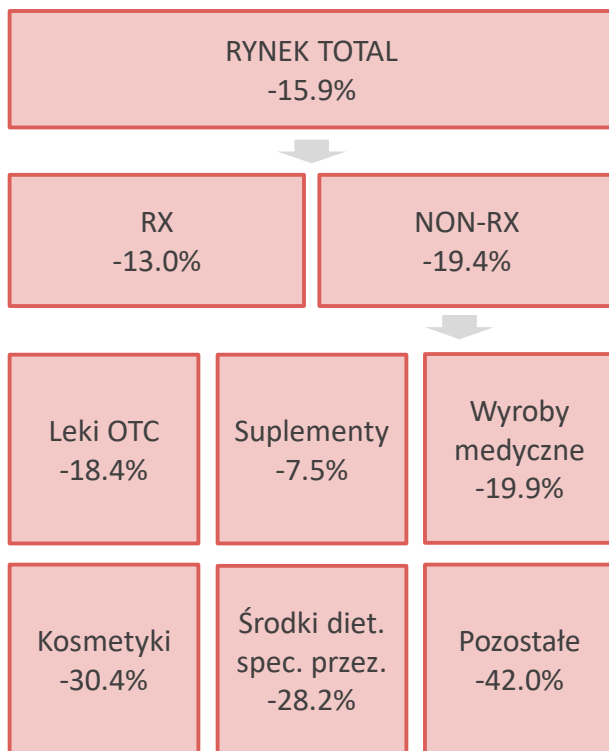 RYNEK TOTAL
-15.9%
RX
-13.0%
NON-RX
-19.4%
Leki OTC
-18.4%
Suplementy
-7.5%
Wyroby
medyczne
-19.9%
Kosmetyki
-30.4%
Środki diet.
spec. przez.
-28.2%
Pozostałe
-42.0%